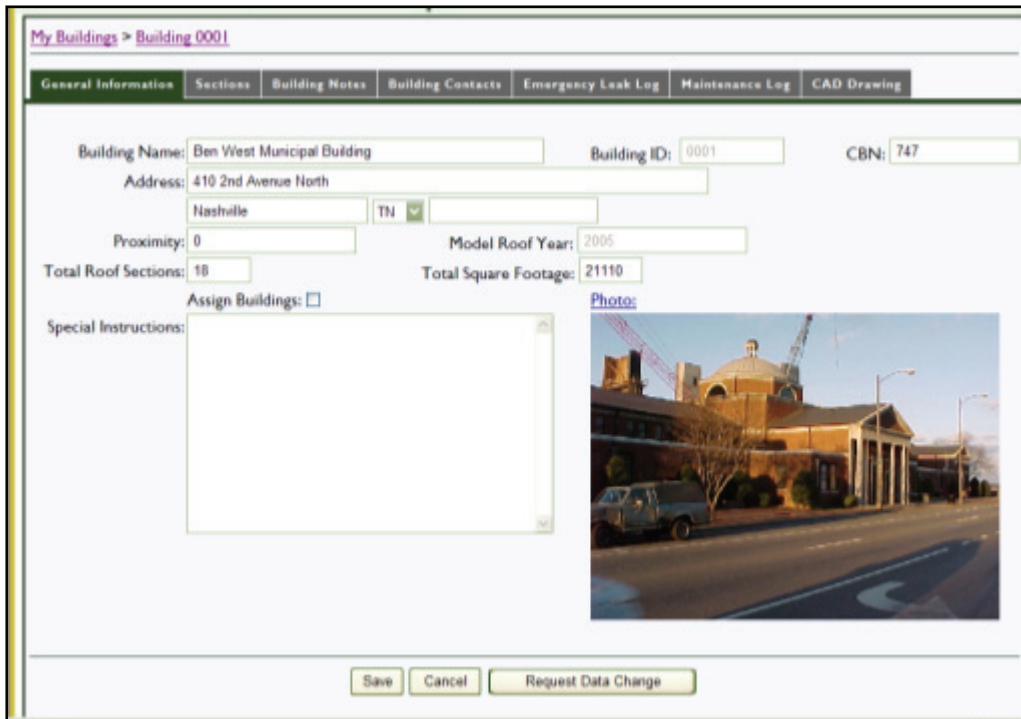 My Buildings > Building 0001
General Information Sections Building Notes Building Contacts Emergency Leak Log Maintenance Log CAD Drawing
Building Name: Ben West Municipal Building Building ID: 0001 CBN: 747
Address: 410 2nd Avenue North
Nashville TN
Proximity: 0 Model Roof Year: 2005
Total Roof Sections: 18 Total Square Footage: 21110
Assign Buildings: Photo:
Special Instructions:
Save Cancel Request Data Change